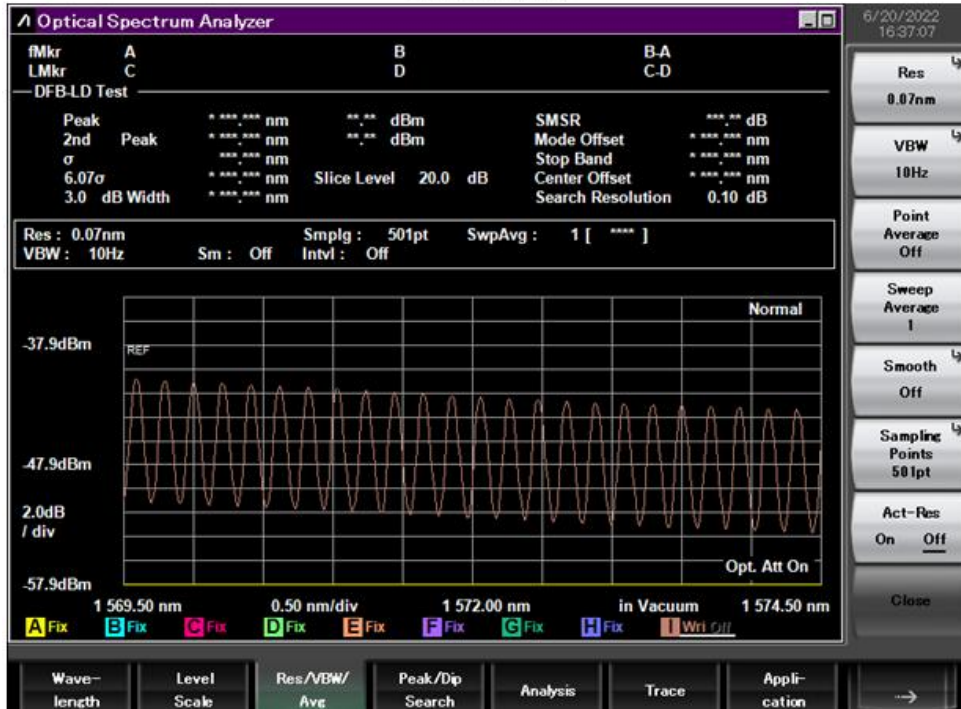 Optical Spectrum Analyzer
6/20/2022
16:37:07
fMkr A B B-A
LMkr C D C-D
DFB-LD Test
Peak * ***.*** nm **.** dBm SMSR ***.** dB
2nd Peak * ***.*** nm **.** dBm Mode Offset * ***.*** nm
σ ***.*** nm Stop Band * ***.*** nm
6.07σ * ***.*** nm Slice Level 20.0 dB Center Offset * ***.*** nm
3.0 dB Width * ***.*** nm Search Resolution 0.10 dB
Res : 0.07nm Smplg : 501pt SwpAvg : 1 [ **** ]
VBW : 10Hz Sm : Off Intvl : Off
Normal
-37.9dBm
REF
-47.9dBm
2.0dB
/ div
Opt. Att On
-57.9dBm
1 569.50 nm 0.50 nm/div 1 572.00 nm in Vacuum 1 574.50 nm
A Fix B Fix C Fix D Fix E Fix F Fix G Fix H Fix I Wri Off
Res
0.07nm
VBW
10Hz
Point
Average
Off
Sweep
Average
1
Smooth
Off
Sampling
Points
501pt
Act-Res
On Off
Close
Wave-
length
Level
Scale
Res/VBW/
Avg
Peak/Dip
Search
Analysis
Trace
Appli-
cation